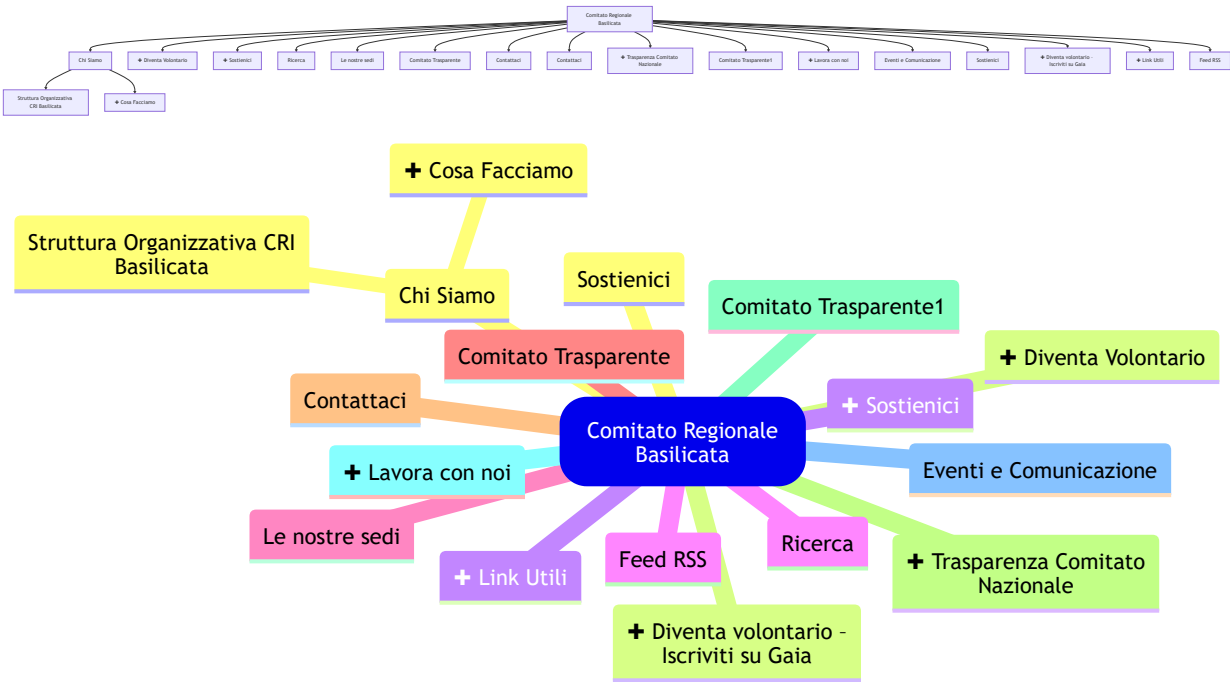 Comitato Regionale
Basilicata
Chi Siamo
✚ Diventa Volontario
✚ Sostienici
Ricerca
Le nostre sedi
Comitato Trasparente
Contattaci
Contattaci
✚ Trasparenza Comitato
Nazionale
Comitato Trasparente1
✚ Lavora con noi
Eventi e Comunicazione
Sostienici
✚ Diventa volontario –
Iscriviti su Gaia
✚ Link Utili
Feed RSS
Struttura Organizzativa
CRI Basilicata
✚ Cosa Facciamo
✚ Cosa Facciamo
Struttura Organizzativa CRI
Basilicata
Chi Siamo
Sostienici
Comitato Trasparente1
Comitato Trasparente
✚ Diventa Volontario
Contattaci
✚ Sostienici
Comitato Regionale
Basilicata
✚ Lavora con noi
Eventi e Comunicazione
Le nostre sedi
✚ Link Utili
Feed RSS
Ricerca
✚ Trasparenza Comitato
Nazionale
✚ Diventa volontario –
Iscriviti su Gaia